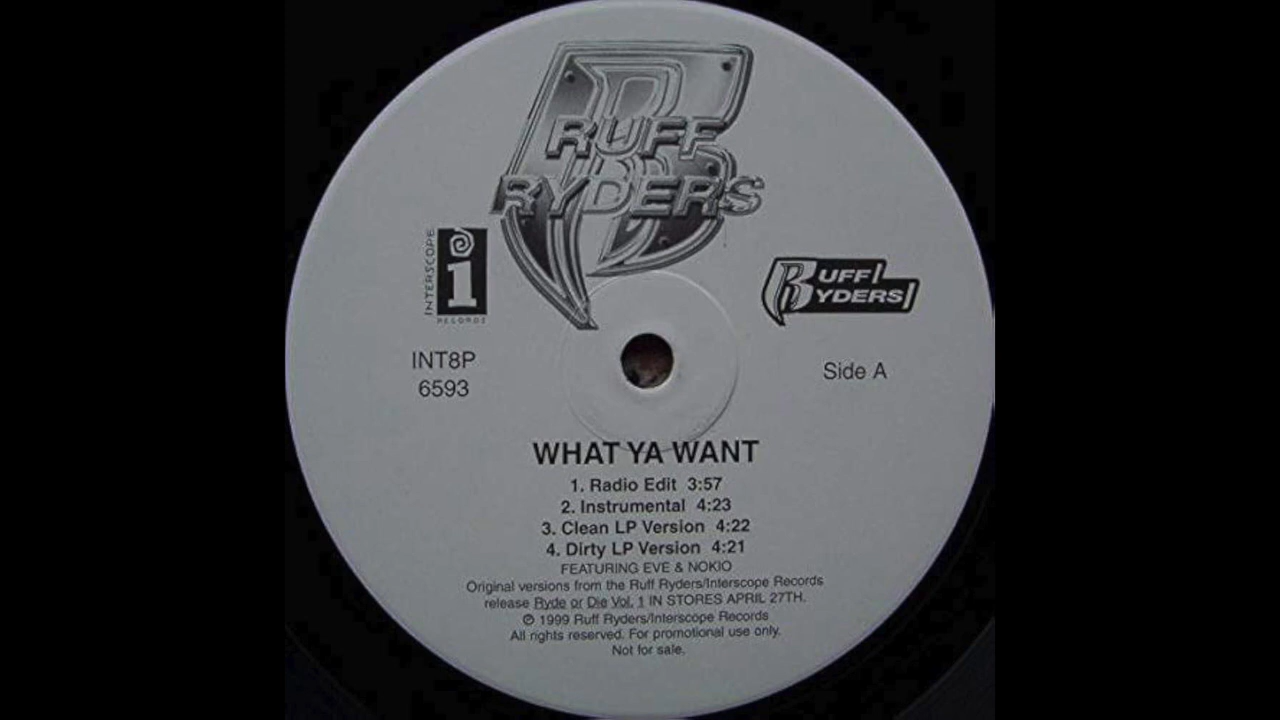 RUFF
RYDERS
INTERSCOPE
RECORDS
RUFF
RYDERS
INT8P
6593
Side A
WHAT YA WANT
1. Radio Edit 3:57
2. Instrumental 4:23
3. Clean LP Version 4:22
4. Dirty LP Version 4:21
FEATURING EVE & NOKIO
Original versions from the Ruff Ryders/Interscope Records
release Ryde or Die Vol. 1 IN STORES APRIL 27TH.
℗ 1999 Ruff Ryders/Interscope Records
All rights reserved. For promotional use only.
Not for sale.